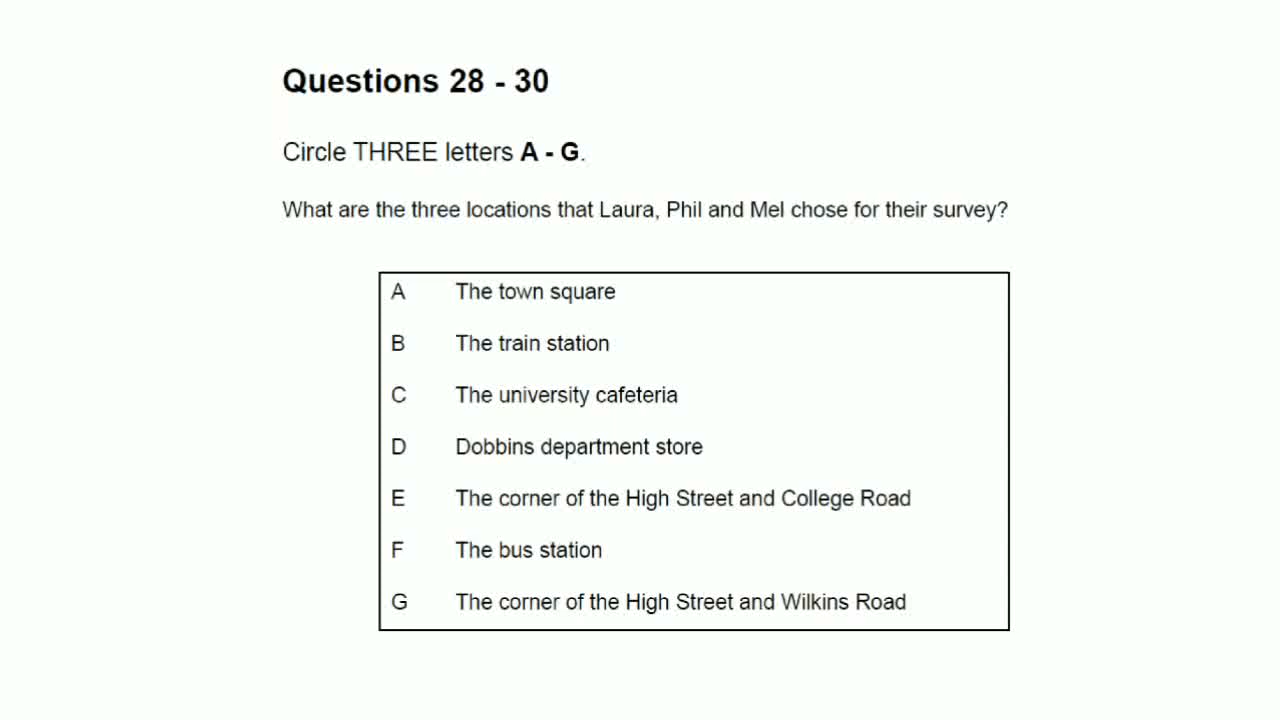 Questions 28 - 30
Circle THREE letters A - G.
What are the three locations that Laura, Phil and Mel chose for their survey?
A The town square
B The train station
C The university cafeteria
D Dobbins department store
E The corner of the High Street and College Road
F The bus station
G The corner of the High Street and Wilkins Road